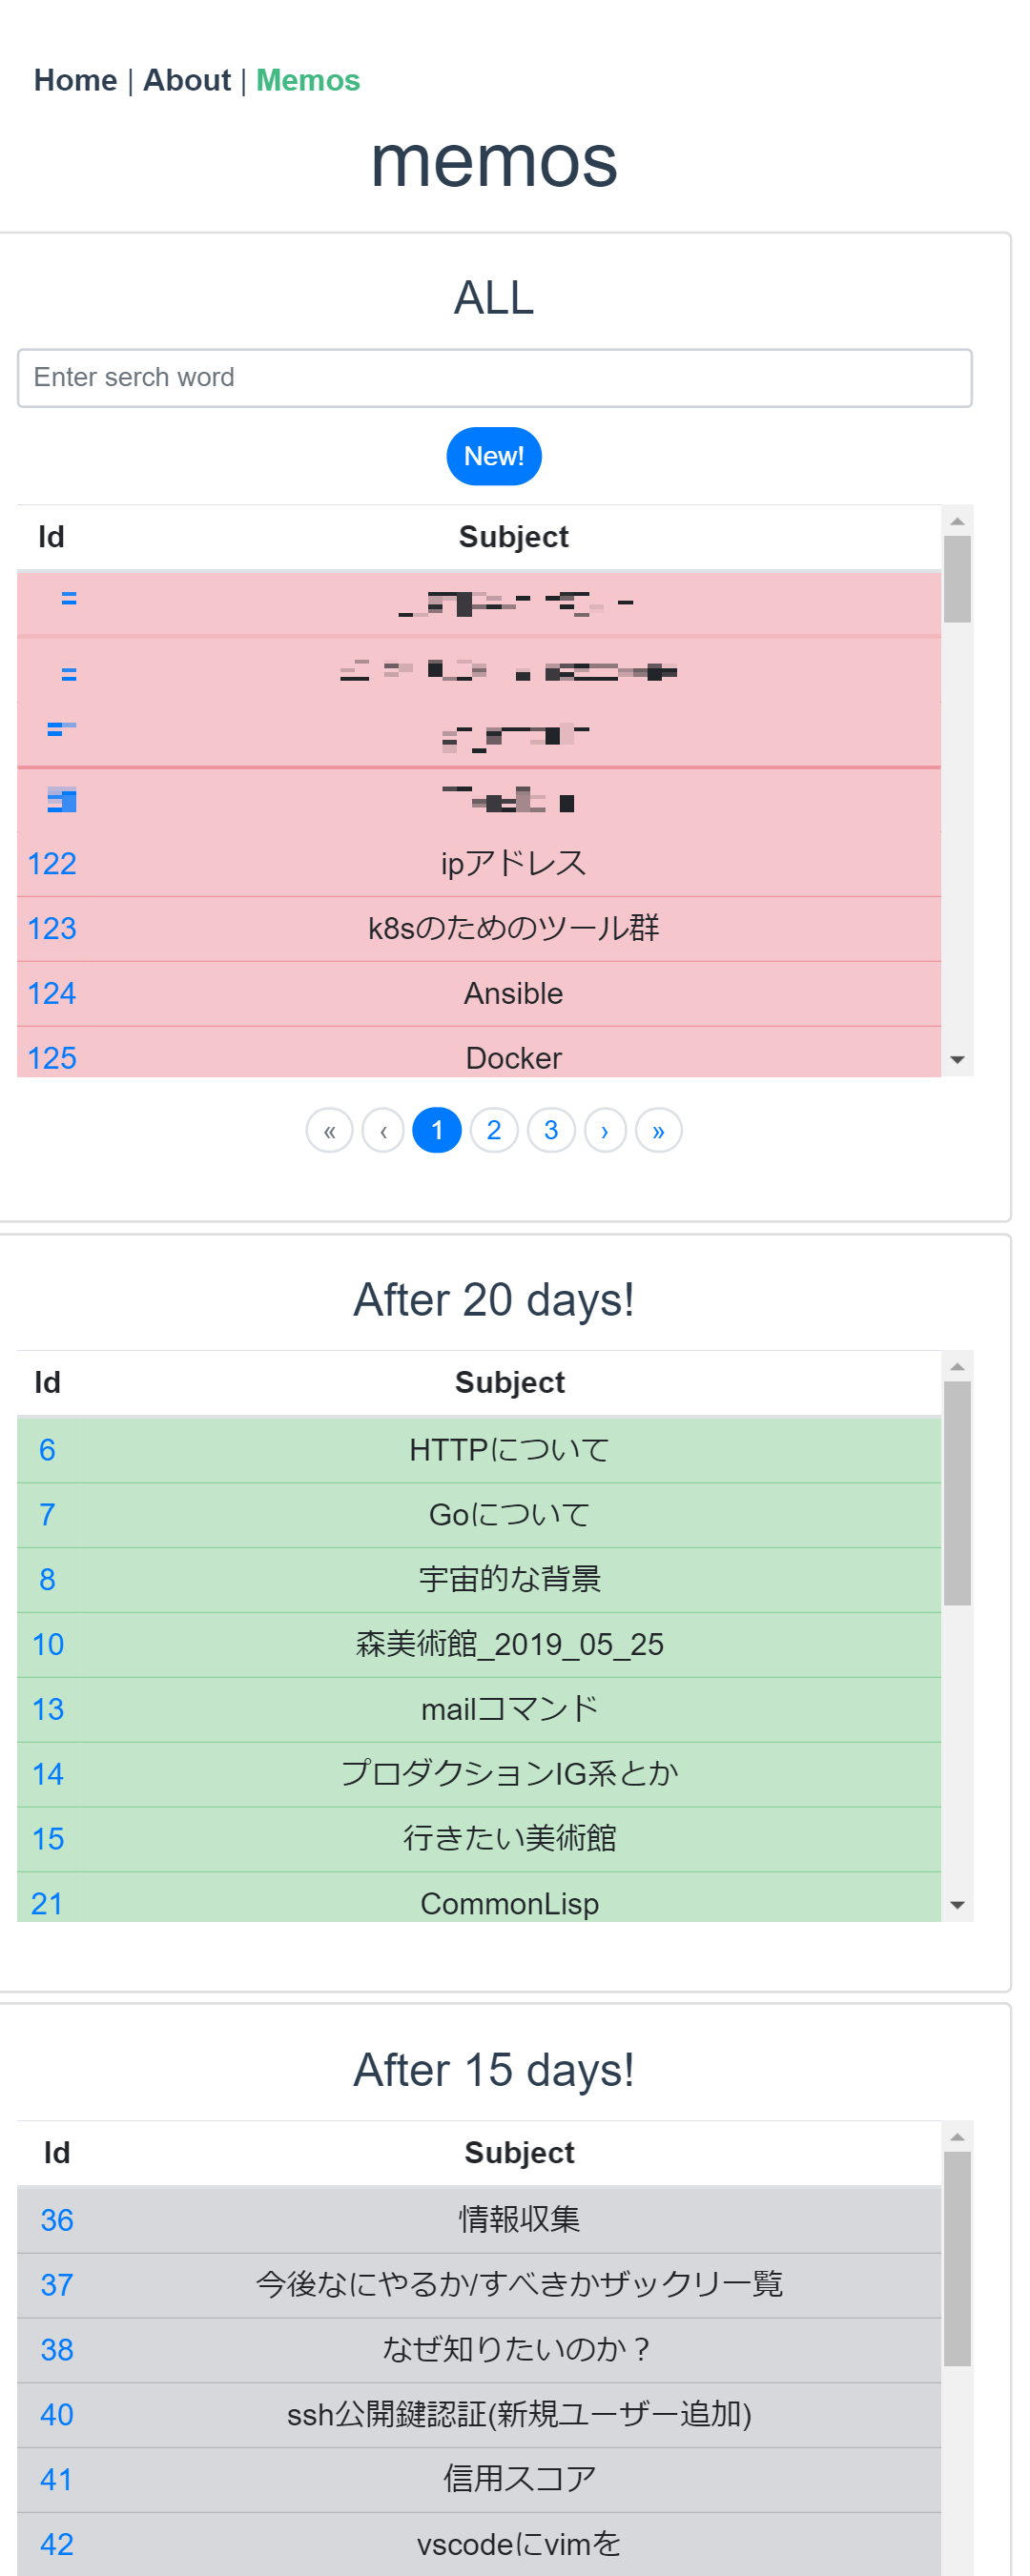 Home | About | Memos
memos
ALL
Enter serch word
New!
Id Subject
122 ipアドレス
123 k8sのためのツール群
124 Ansible
125 Docker
« ‹ 1 2 3 › »
After 20 days!
Id Subject
6 HTTPについて
7 Goについて
8 宇宙的な背景
10 森美術館_2019_05_25
13 mailコマンド
14 プロダクションIG系とか
15 行きたい美術館
21 CommonLisp
After 15 days!
Id Subject
36 情報収集
37 今後なにやるか/すべきかザックリ一覧
38 なぜ知りたいのか？
40 ssh公開鍵認証(新規ユーザー追加)
41 信用スコア
42 vscodeにvimを